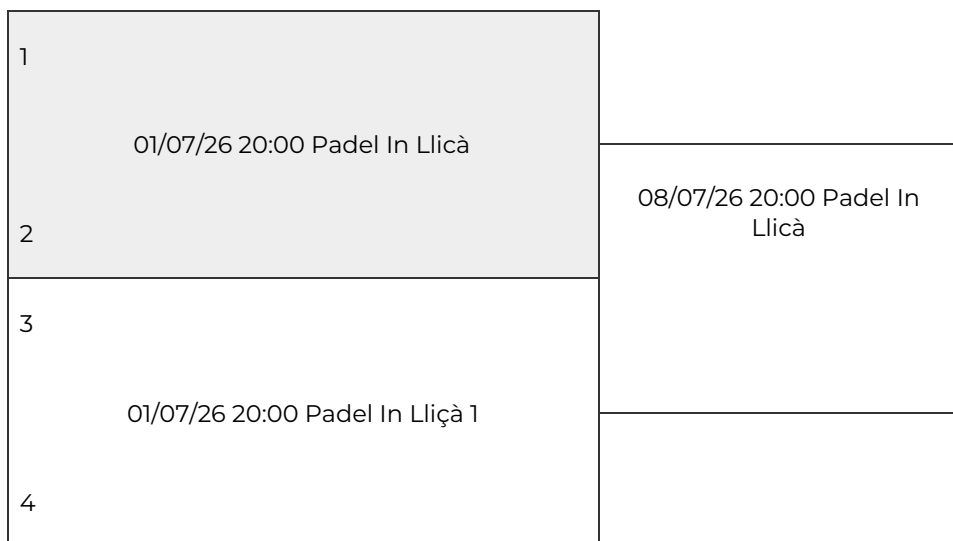 1
01/07/26 20:00 Padel In Llicà
2
08/07/26 20:00 Padel In
Llicà
3
01/07/26 20:00 Padel In Lliçà 1
4